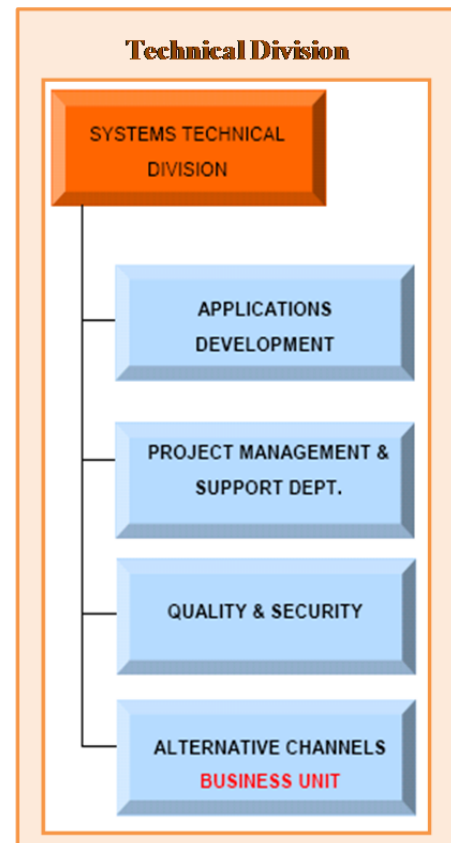 Technical Division
SYSTEMS TECHNICAL
DIVISION
APPLICATIONS
DEVELOPMENT
PROJECT MANAGEMENT &
SUPPORT DEPT.
QUALITY & SECURITY
ALTERNATIVE CHANNELS
BUSINESS UNIT